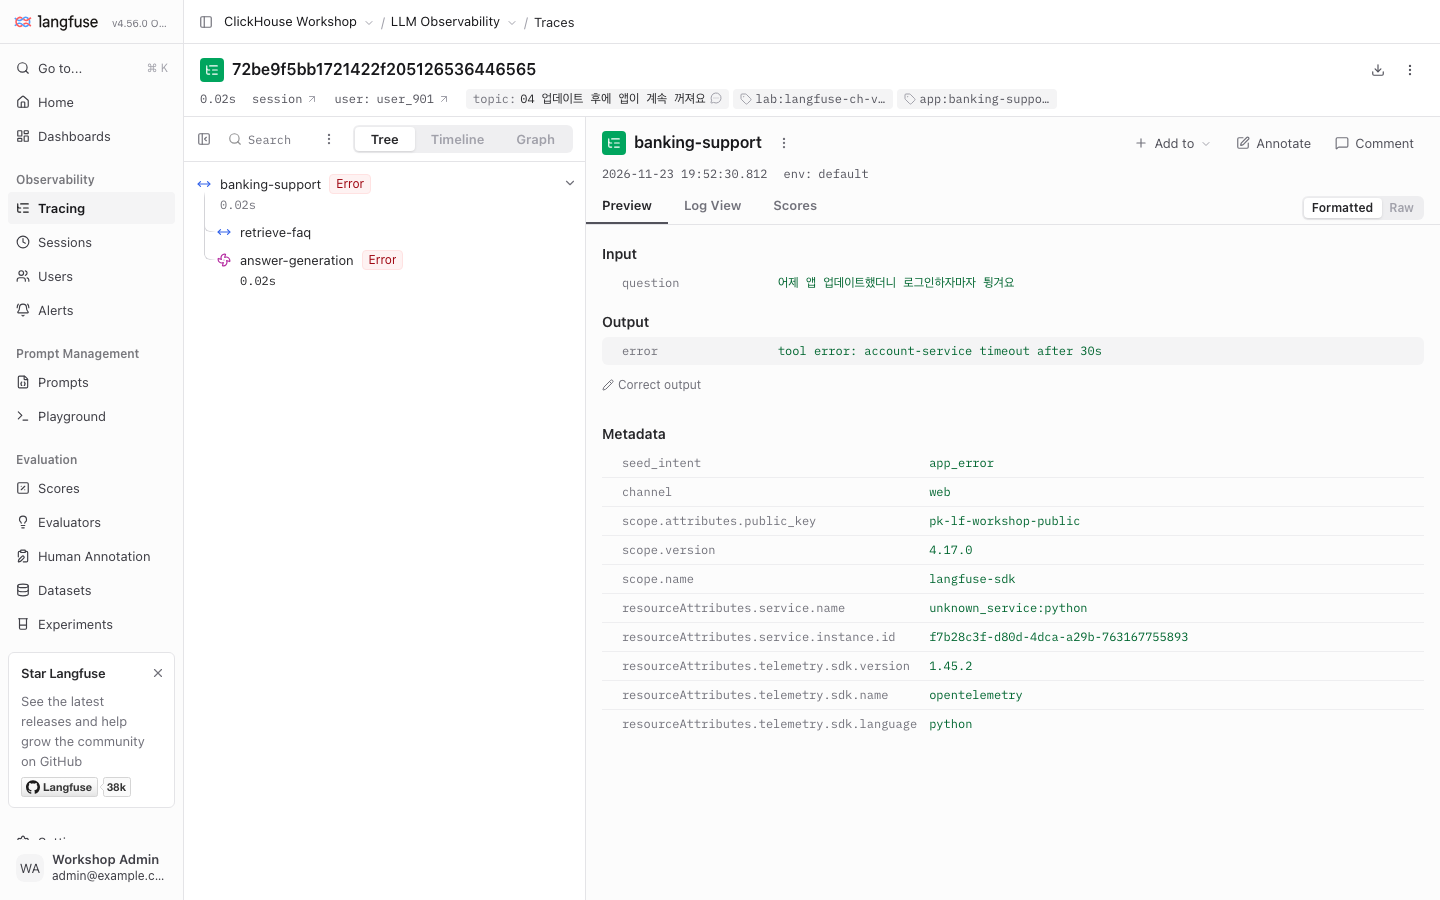 langfuse v4.56.0 O...
ClickHouse Workshop / LLM Observability / Traces
Go to... ⌘ K
Home
Dashboards
Observability
Tracing
Sessions
Users
Alerts
Prompt Management
Prompts
Playground
Evaluation
Scores
Evaluators
Human Annotation
Datasets
Experiments
Star Langfuse
See the latest
releases and help
grow the community
on GitHub
Langfuse 38k
WA Workshop Admin
admin@example.c...
72be9f5bb1721422f205126536446565
0.02s session user: user_901 topic: 04 업데이트 후에 앱이 계속 꺼져요 lab:langfuse-ch-v… app:banking-suppo…
Search Tree Timeline Graph
banking-support Error
0.02s
retrieve-faq
answer-generation Error
0.02s
banking-support Add to Annotate Comment
2026-11-23 19:52:30.812 env: default
Preview Log View Scores Formatted Raw
Input
question 어제 앱 업데이트했더니 로그인하자마자 튕겨요
Output
error tool error: account-service timeout after 30s
Correct output
Metadata
seed_intent app_error
channel web
scope.attributes.public_key pk-lf-workshop-public
scope.version 4.17.0
scope.name langfuse-sdk
resourceAttributes.service.name unknown_service:python
resourceAttributes.service.instance.id f7b28c3f-d80d-4dca-a29b-763167755893
resourceAttributes.telemetry.sdk.version 1.45.2
resourceAttributes.telemetry.sdk.name opentelemetry
resourceAttributes.telemetry.sdk.language python